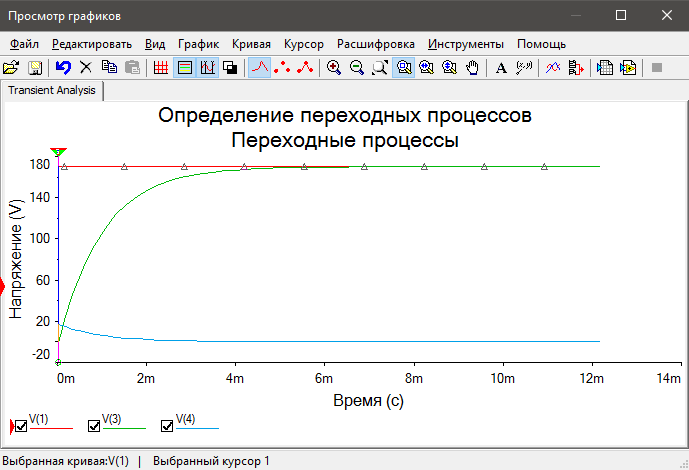 Просмотр графиков
Файл Редактировать Вид График Кривая Курсор Расшифровка Инструменты Помощь
Transient Analysis
Определение переходных процессов
Переходные процессы
Напряжение (V)
180
140
100
60
20
-20
0m 2m 4m 6m 8m 10m 12m 14m
Время (с)
V(1) V(3) V(4)
Выбранная кривая:V(1) | Выбранный курсор 1